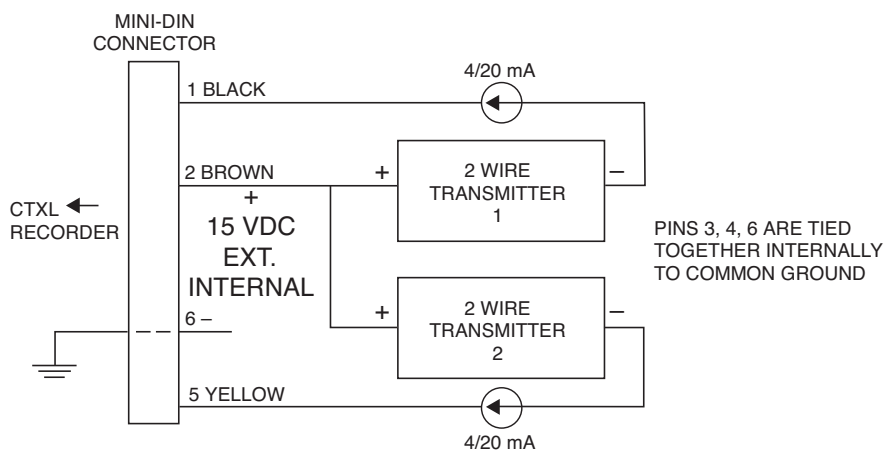 MINI-DIN
CONNECTOR
4/20 mA
1 BLACK
2 BROWN
+
15 VDC
EXT.
INTERNAL
+
2 WIRE
TRANSMITTER
1
–
CTXL
RECORDER
PINS 3, 4, 6 ARE TIED
TOGETHER INTERNALLY
TO COMMON GROUND
6 –
+
2 WIRE
TRANSMITTER
2
–
5 YELLOW
4/20 mA